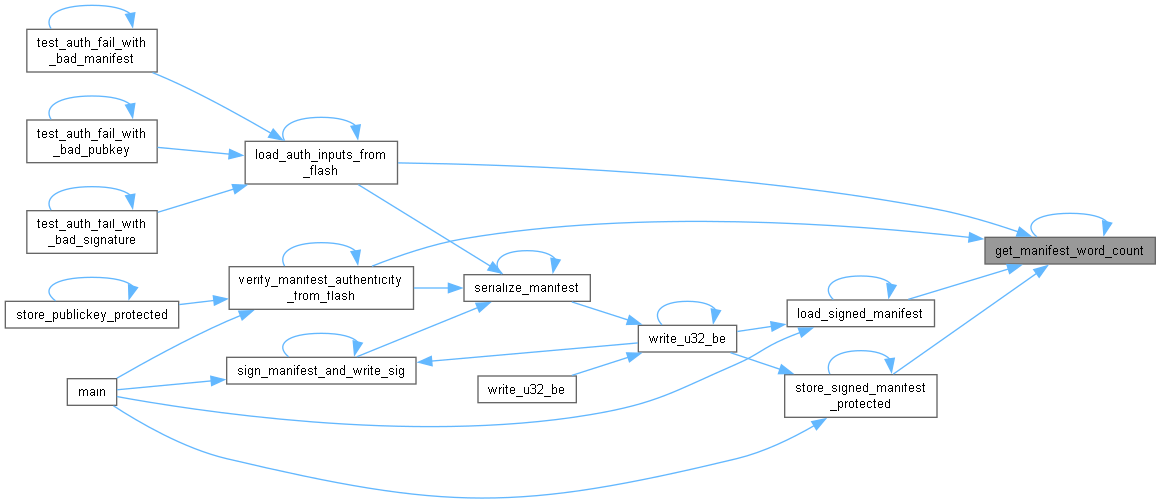 test_auth_fail_with
_bad_manifest
test_auth_fail_with
_bad_pubkey
test_auth_fail_with
_bad_signature
load_auth_inputs_from
_flash
get_manifest_word_count
verify_manifest_authenticity
_from_flash
serialize_manifest
store_publickey_protected
load_signed_manifest
write_u32_be
sign_manifest_and_write_sig
main
write_u32_be
store_signed_manifest
_protected